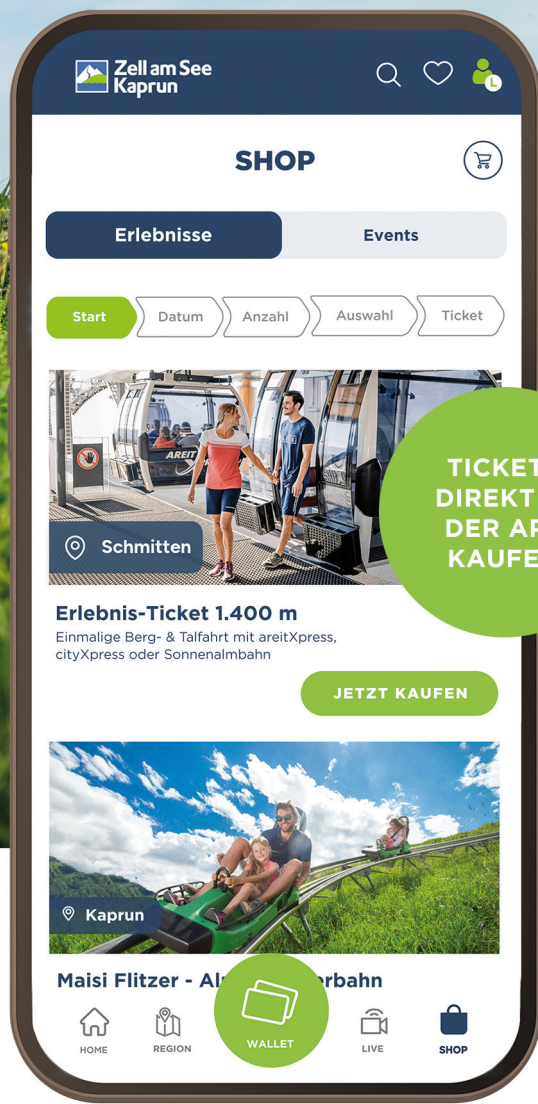 Zell am See
Kaprun
L
SHOP
Erlebnisse
Events
Start
Datum
Anzahl
Auswahl
Ticket
AREIT
Schmitten
TICKET
DIREKT
DER AP
KAUFE
Erlebnis-Ticket 1.400 m
Einmalige Berg- & Talfahrt mit areitXpress,
cityXpress oder Sonnenalmbahn
JETZT KAUFEN
Kaprun
Maisi Flitzer - Al rbahn
HOME
REGION
WALLET
LIVE
SHOP